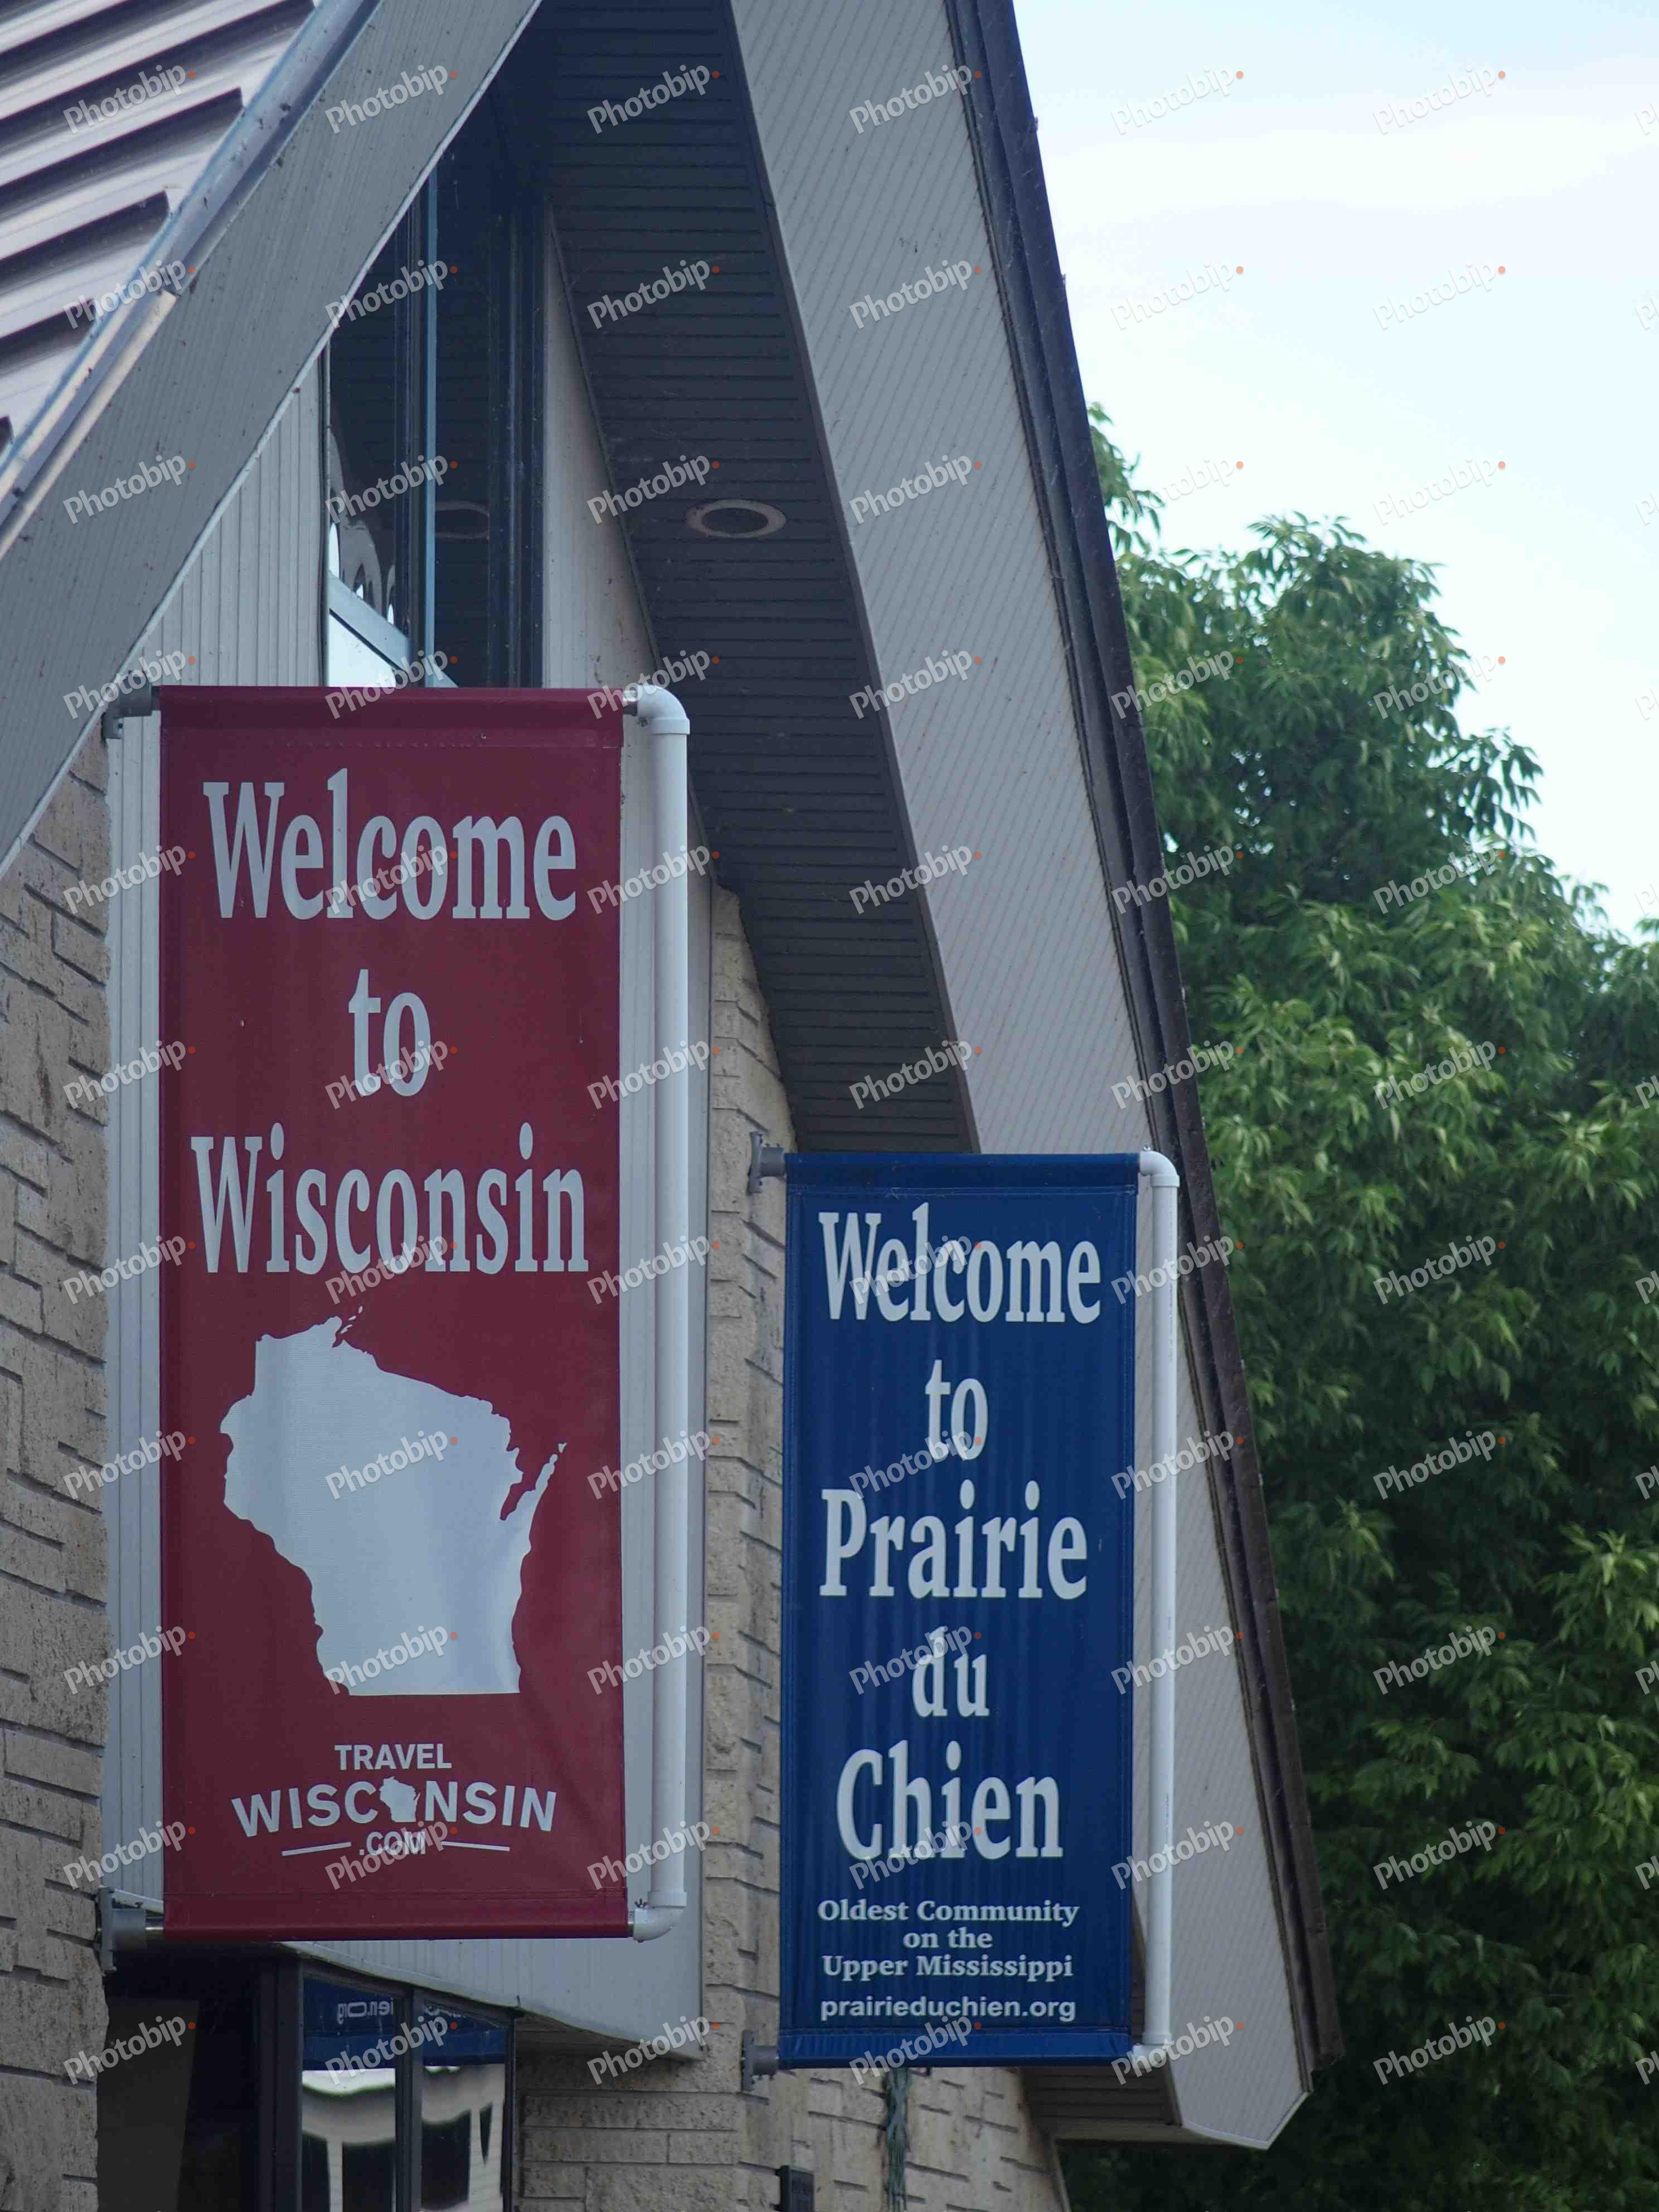 Welcome
to
Wisconsin
TRAVEL
WISCONSIN
.COM
Welcome
to
Prairie
du
Chien
Oldest Community
on the
Upper Mississippi
prairieduchien.org
Photobip